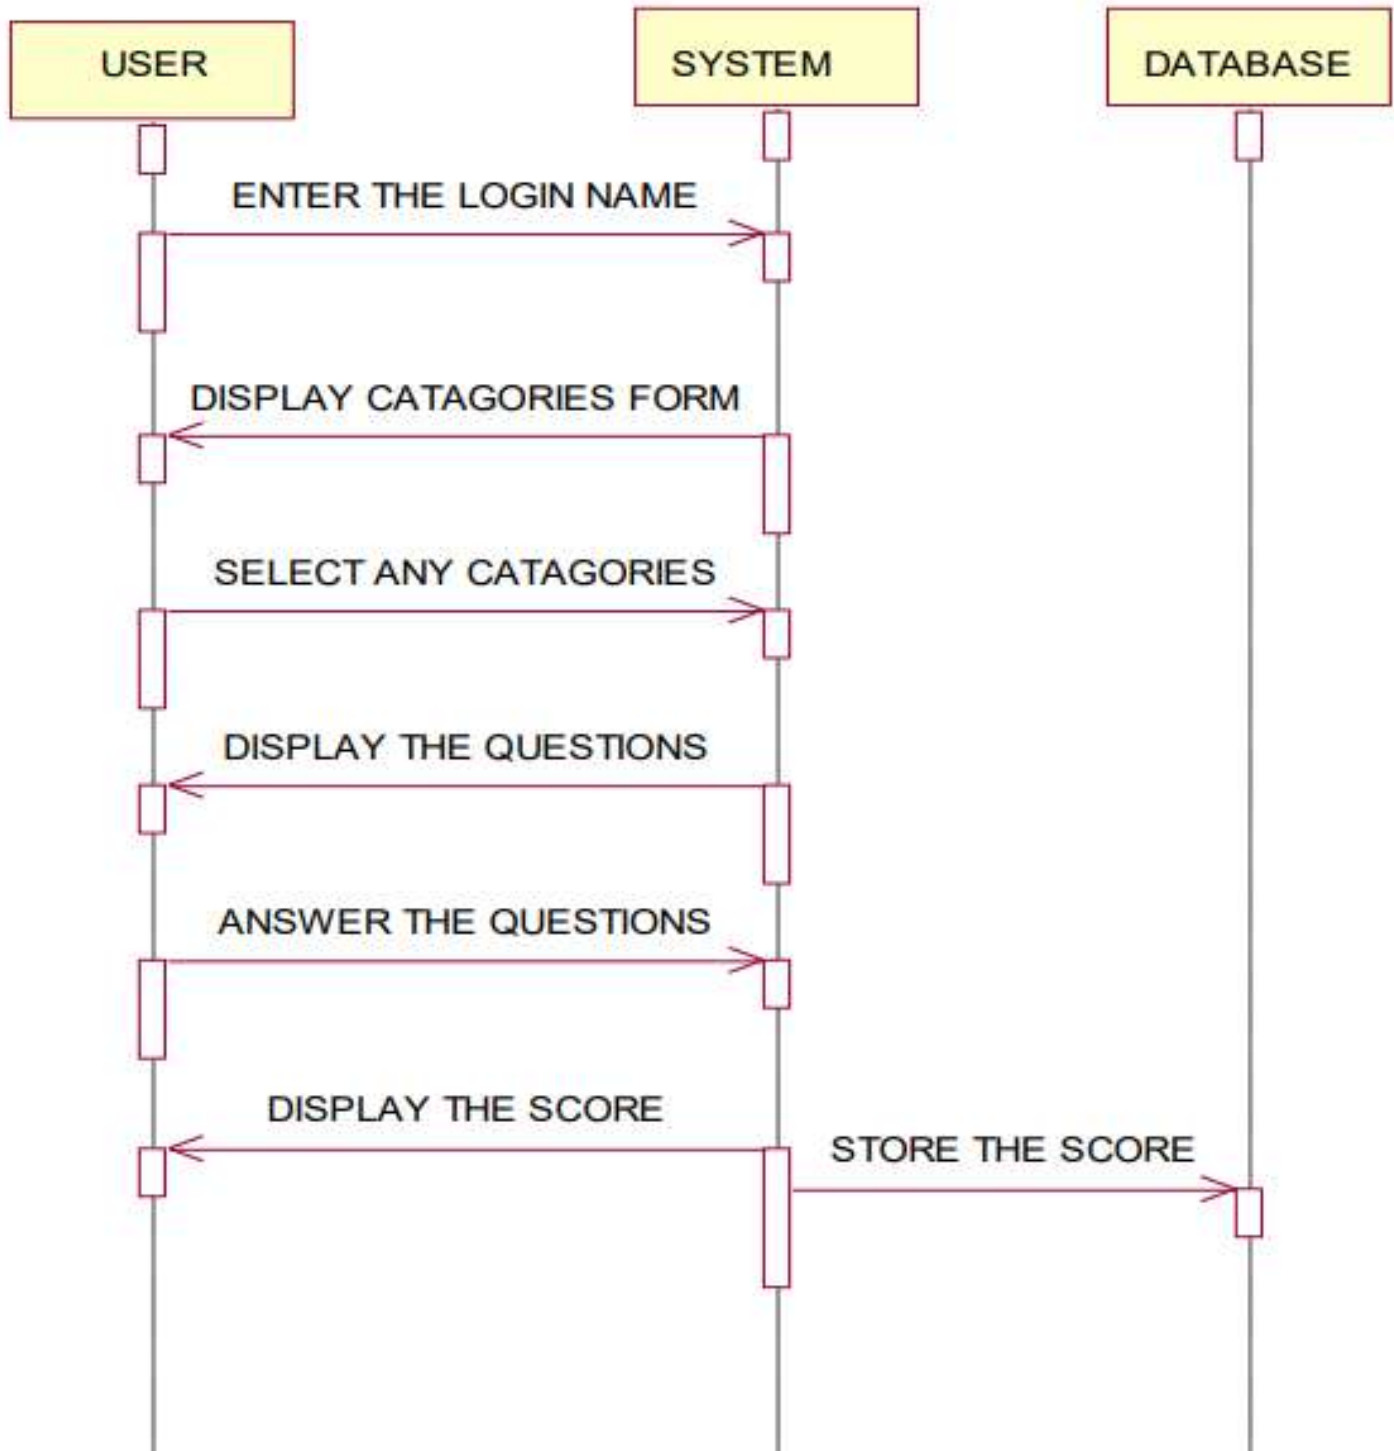 USER
SYSTEM
DATABASE
ENTER THE LOGIN NAME
DISPLAY CATAGORIES FORM
SELECT ANY CATAGORIES
DISPLAY THE QUESTIONS
ANSWER THE QUESTIONS
DISPLAY THE SCORE
STORE THE SCORE